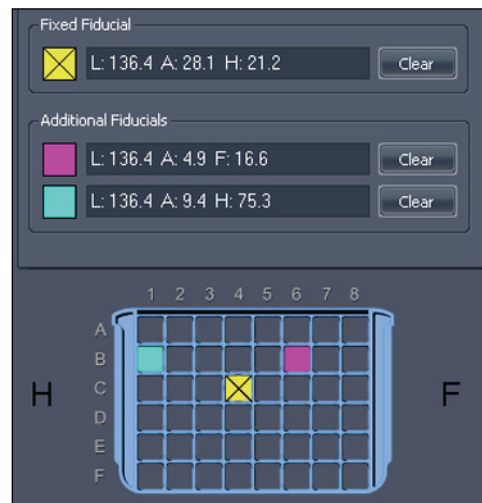 Fixed Fiducial
L: 136.4 A: 28.1 H: 21.2 Clear
Additional Fiducials
L: 136.4 A: 4.9 F: 16.6 Clear
L: 136.4 A: 9.4 H: 75.3 Clear
1 2 3 4 5 6 7 8
A
B
H C F
D
E
F